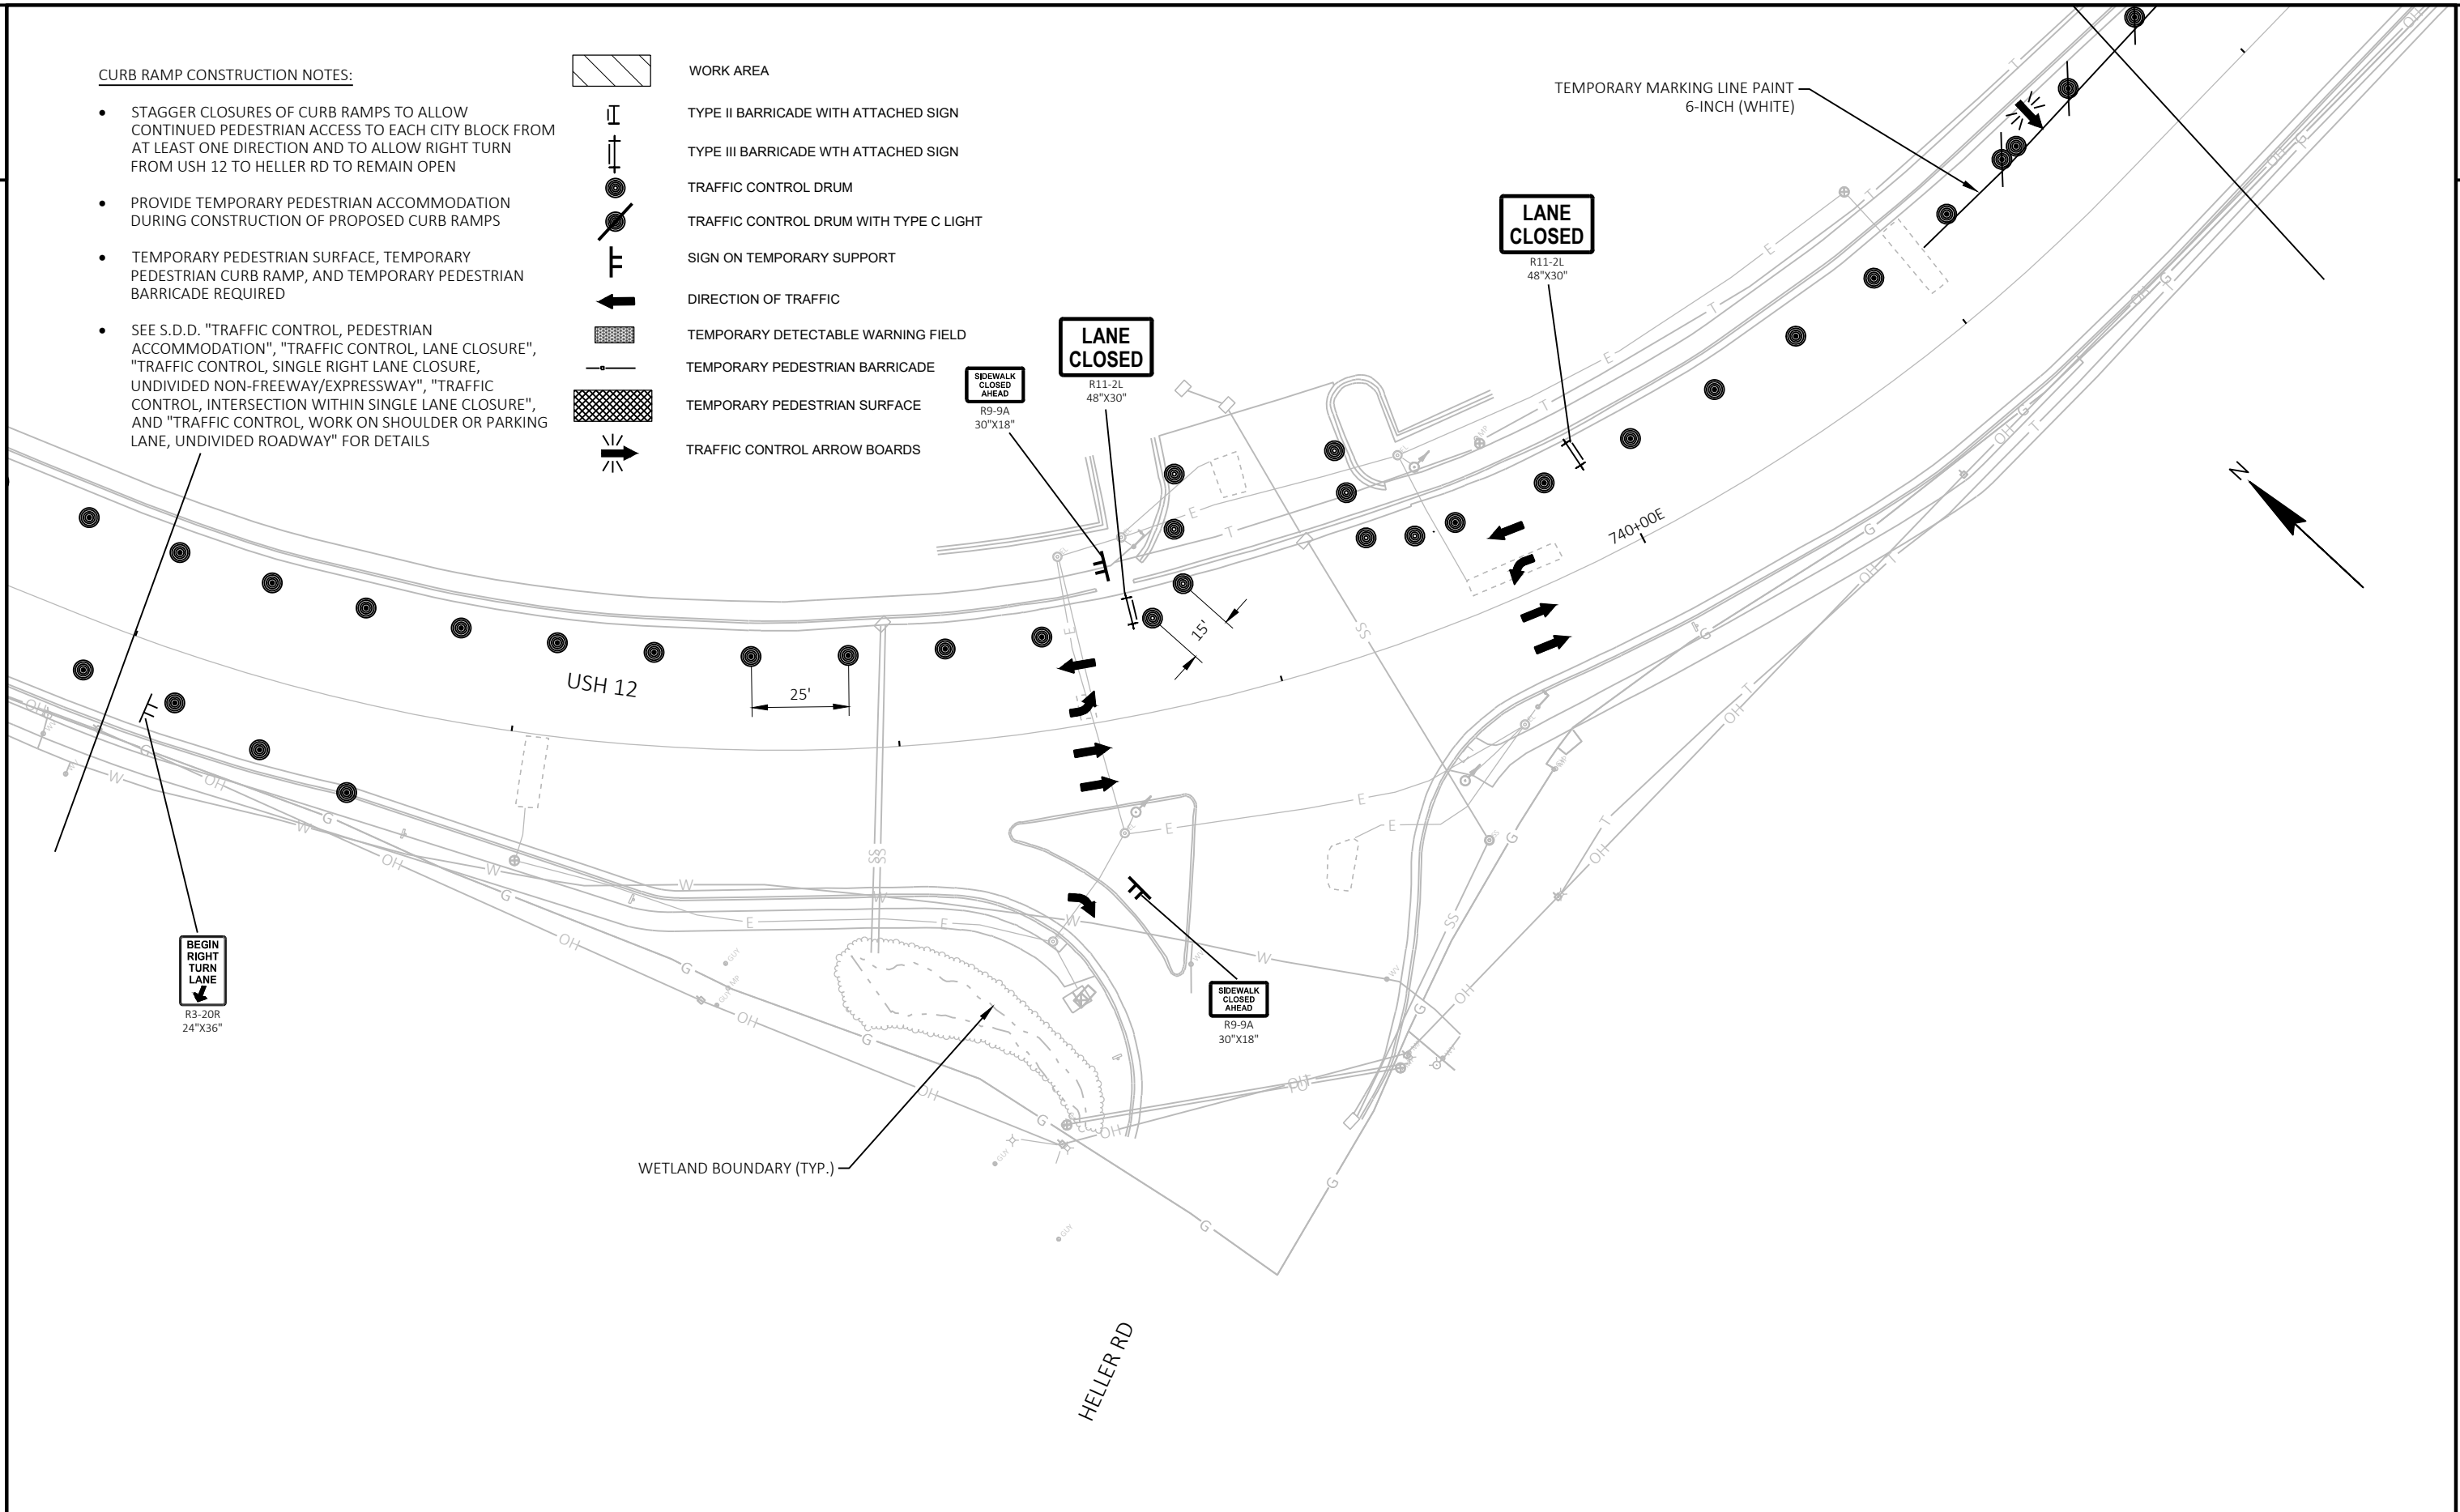 CURB RAMP CONSTRUCTION NOTES:
• STAGGER CLOSURES OF CURB RAMPS TO ALLOW
CONTINUED PEDESTRIAN ACCESS TO EACH CITY BLOCK FROM
AT LEAST ONE DIRECTION AND TO ALLOW RIGHT TURN
FROM USH 12 TO HELLER RD TO REMAIN OPEN
• PROVIDE TEMPORARY PEDESTRIAN ACCOMMODATION
DURING CONSTRUCTION OF PROPOSED CURB RAMPS
• TEMPORARY PEDESTRIAN SURFACE, TEMPORARY
PEDESTRIAN CURB RAMP, AND TEMPORARY PEDESTRIAN
BARRICADE REQUIRED
• SEE S.D.D. "TRAFFIC CONTROL, PEDESTRIAN
ACCOMMODATION", "TRAFFIC CONTROL, LANE CLOSURE",
"TRAFFIC CONTROL, SINGLE RIGHT LANE CLOSURE,
UNDIVIDED NON-FREEWAY/EXPRESSWAY", "TRAFFIC
CONTROL, INTERSECTION WITHIN SINGLE LANE CLOSURE",
AND "TRAFFIC CONTROL, WORK ON SHOULDER OR PARKING
LANE, UNDIVIDED ROADWAY" FOR DETAILS
WORK AREA
TYPE II BARRICADE WITH ATTACHED SIGN
TYPE III BARRICADE WTH ATTACHED SIGN
TRAFFIC CONTROL DRUM
TRAFFIC CONTROL DRUM WITH TYPE C LIGHT
SIGN ON TEMPORARY SUPPORT
DIRECTION OF TRAFFIC
TEMPORARY DETECTABLE WARNING FIELD
TEMPORARY PEDESTRIAN BARRICADE
TEMPORARY PEDESTRIAN SURFACE
TRAFFIC CONTROL ARROW BOARDS
SIDEWALK
CLOSED
AHEAD
R9-9A
30"X18"
LANE
CLOSED
R11-2L
48"X30"
LANE
CLOSED
R11-2L
48"X30"
TEMPORARY MARKING LINE PAINT
6-INCH (WHITE)
N
740+00E
15'
25'
USH 12
BEGIN
RIGHT
TURN
LANE
R3-20R
24"X36"
SIDEWALK
CLOSED
AHEAD
R9-9A
30"X18"
WETLAND BOUNDARY (TYP.)
HELLER RD